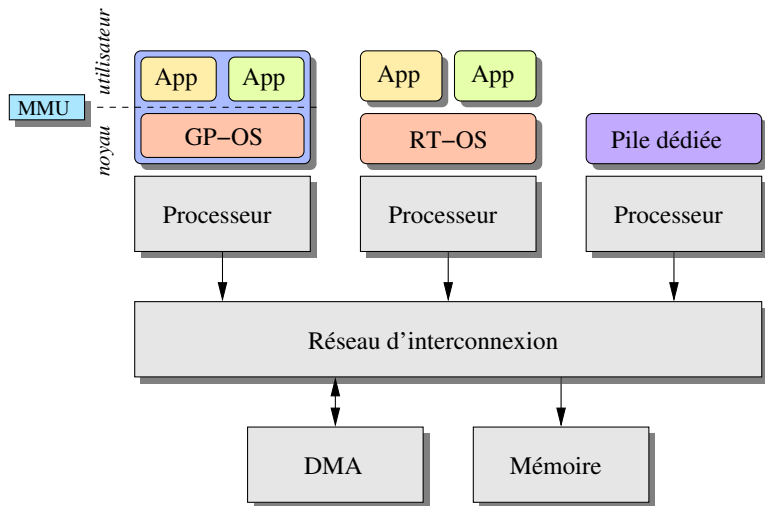 utilisateur
App App App App
MMU
noyau
GP–OS RT–OS Pile dédiée
Processeur Processeur Processeur
Réseau d'interconnexion
DMA Mémoire